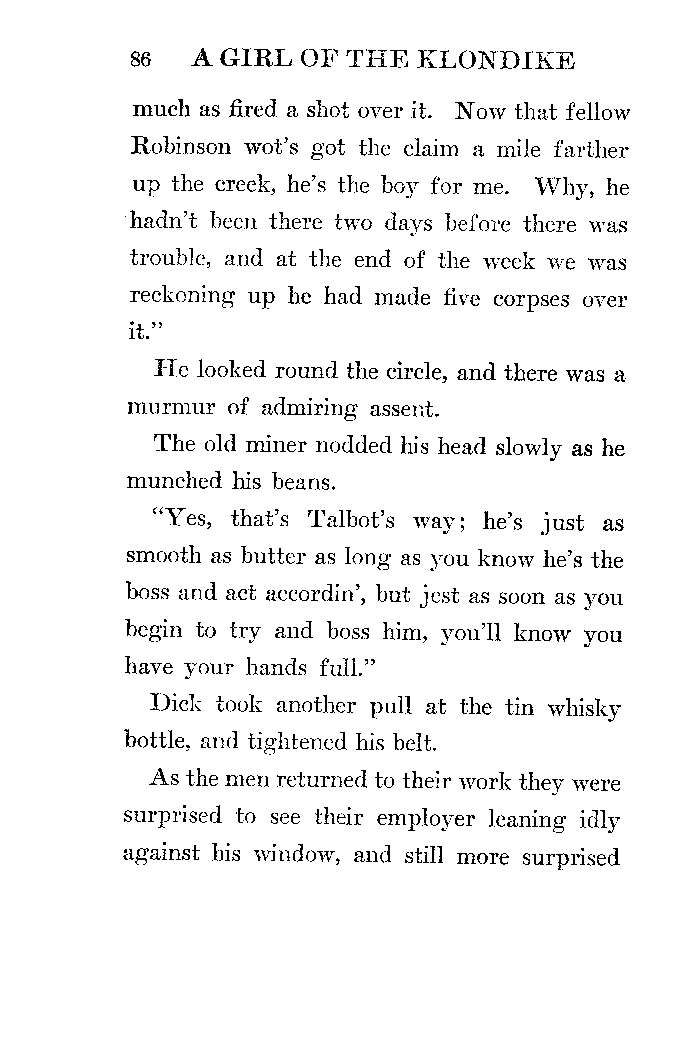 86 A GIRL OF THE KLONDIKE
much as fired a shot over it. Now that fellow
Robinson wot's got the claim a mile farther
up the creek, he's the boy for me. Why, he
hadn't been there two days before there was
trouble, and at the end of the week we was
reckoning up he had made five corpses over
it."
He looked round the circle, and there was a
murmur of admiring assent.
The old miner nodded his head slowly as he
munched his beans.
"Yes, that's Talbot's way; he's just as
smooth as butter as long as you know he's the
boss and act accordin', but jest as soon as you
begin to try and boss him, you'll know you
have your hands full."
Dick took another pull at the tin whisky
bottle, and tightened his belt.
As the men returned to their work they were
surprised to see their employer leaning idly
against his window, and still more surprised